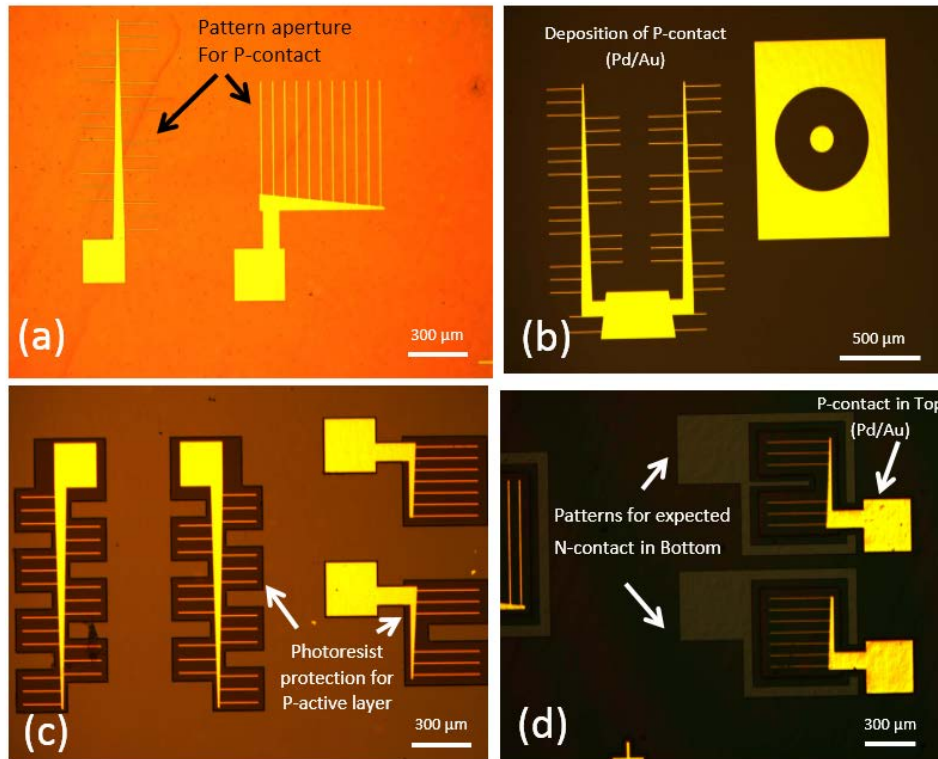 Pattern aperture
For P-contact
(a)
300 µm
Deposition of P-contact
(Pd/Au)
(b)
500 µm
Photoresist
protection for
P-active layer
(c)
300 µm
P-contact in Top
(Pd/Au)
Patterns for expected
N-contact in Bottom
(d)
300 µm